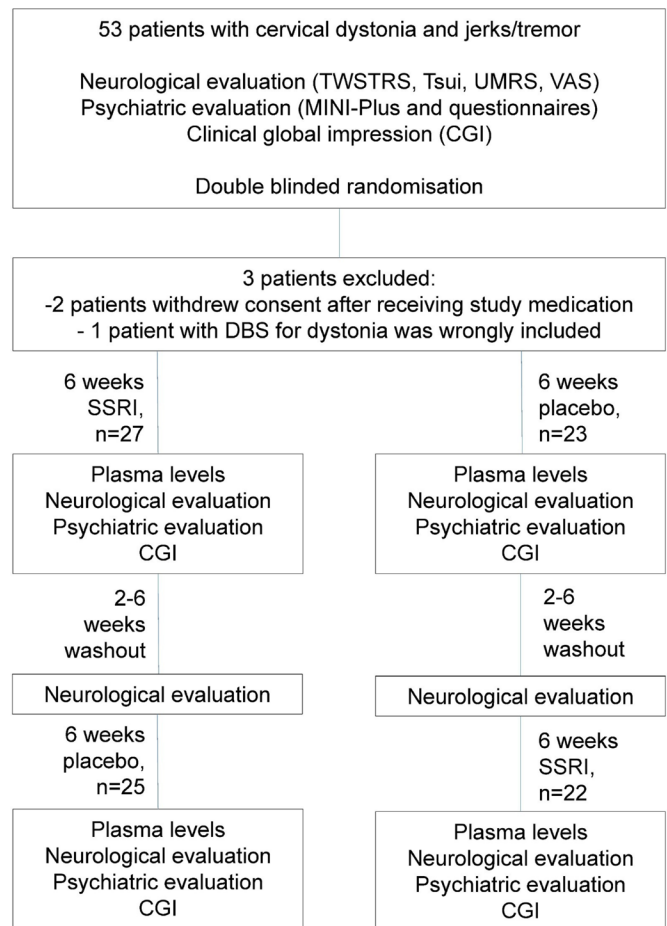 53 patients with cervical dystonia and jerks/tremor
Neurological evaluation (TWSTRS, Tsui, UMRS, VAS)
Psychiatric evaluation (MINI-Plus and questionnaires)
Clinical global impression (CGI)
Double blinded randomisation
3 patients excluded:
-2 patients withdrew consent after receiving study medication
- 1 patient with DBS for dystonia was wrongly included
6 weeks
SSRI,
n=27
6 weeks
placebo,
n=23
Plasma levels
Neurological evaluation
Psychiatric evaluation
CGI
Plasma levels
Neurological evaluation
Psychiatric evaluation
CGI
2-6
weeks
washout
2-6
weeks
washout
Neurological evaluation
Neurological evaluation
6 weeks
placebo,
n=25
6 weeks
SSRI,
n=22
Plasma levels
Neurological evaluation
Psychiatric evaluation
CGI
Plasma levels
Neurological evaluation
Psychiatric evaluation
CGI